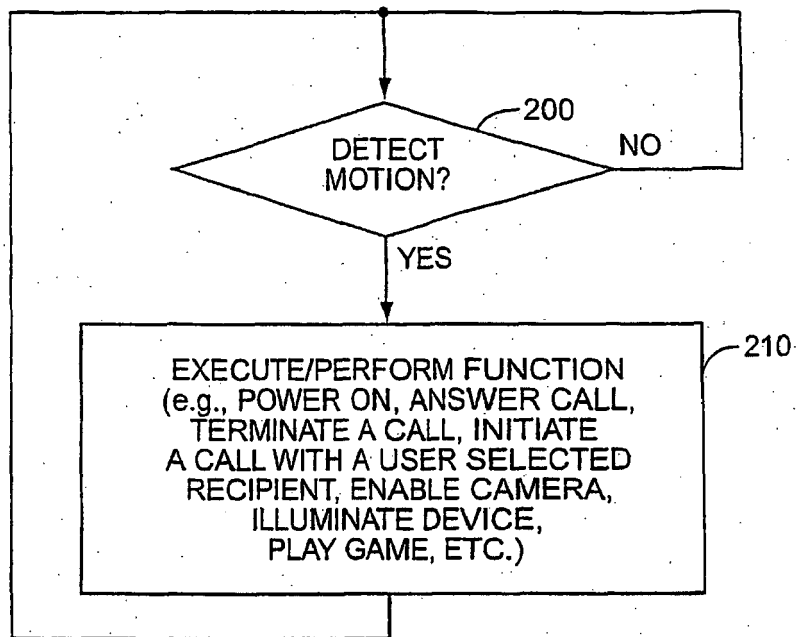 200
DETECT
MOTION?
NO
YES
210
EXECUTE/PERFORM FUNCTION
(e.g., POWER ON, ANSWER CALL,
TERMINATE A CALL, INITIATE
A CALL WITH A USER SELECTED
RECIPIENT, ENABLE CAMERA,
ILLUMINATE DEVICE,
PLAY GAME, ETC.)